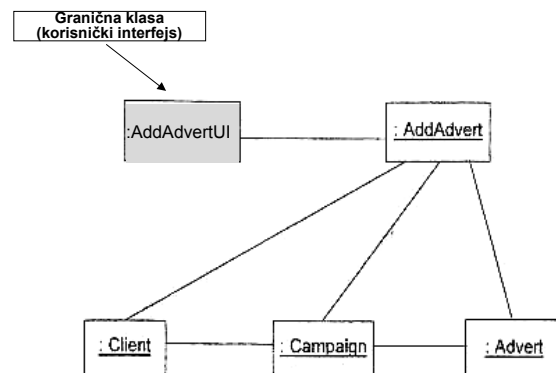 Granična klasa
(korisnički interfejs)
:AddAdvertUI
: AddAdvert
: Client
: Campaign
: Advert